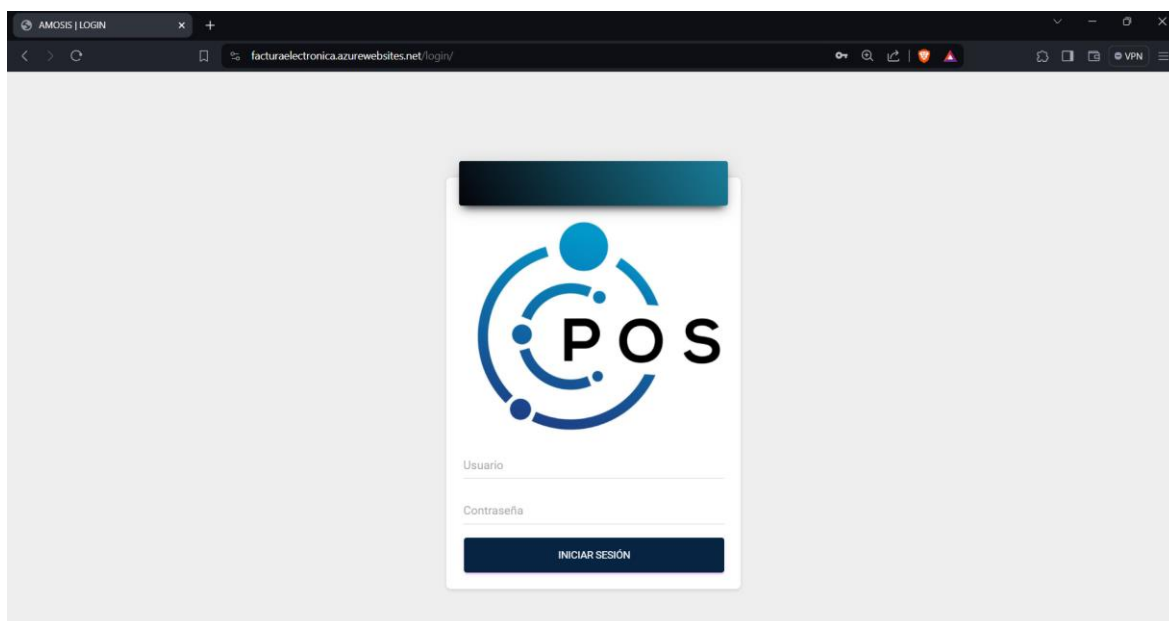 AMOSIS | LOGIN
facturaelectronica.azurewebsites.net/login/
VPN
POS
Usuario
Contraseña
INICIAR SESIÓN